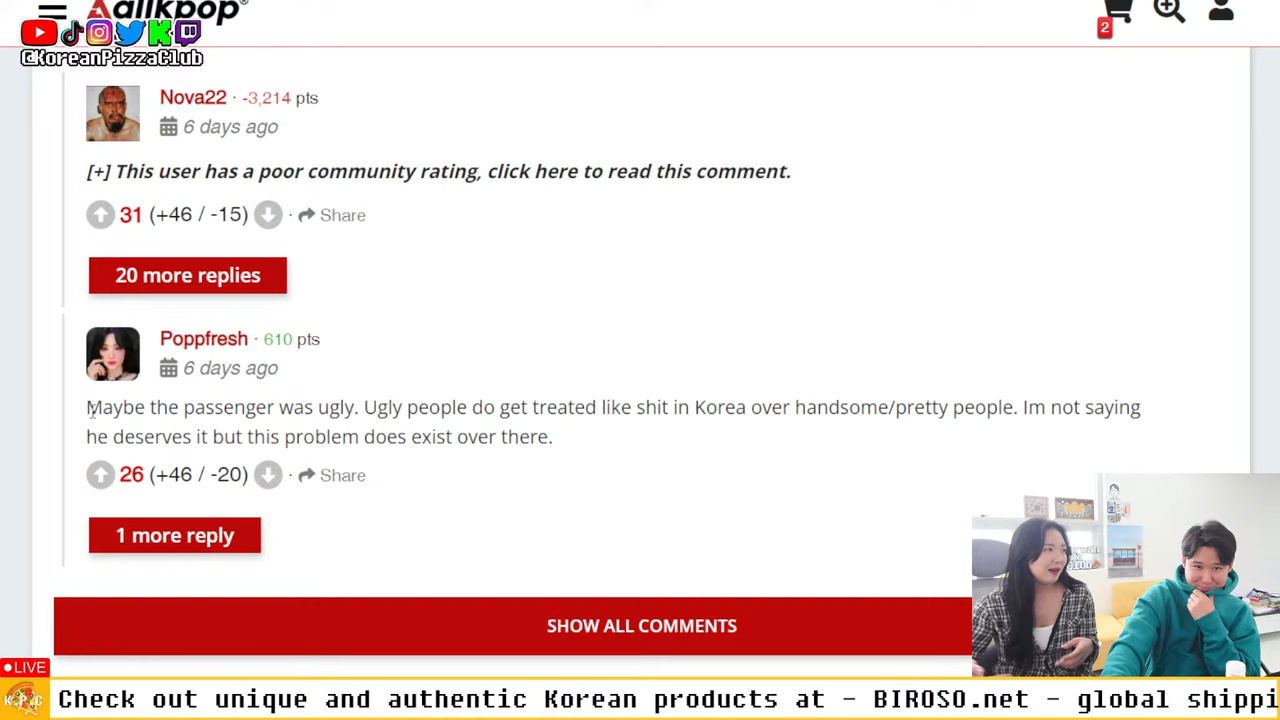 allkpop
2
@KoreanPizzaClub
Nova22 · -3,214 pts
6 days ago
[+] This user has a poor community rating, click here to read this comment.
31 (+46 / -15) · Share
20 more replies
Poppfresh · 610 pts
6 days ago
Maybe the passenger was ugly. Ugly people do get treated like shit in Korea over handsome/pretty people. Im not saying
he deserves it but this problem does exist over there.
26 (+46 / -20) · Share
1 more reply
SHOW ALL COMMENTS
LIVE
K.P.C
Check out unique and authentic Korean products at - BIROSO.net - global shippi